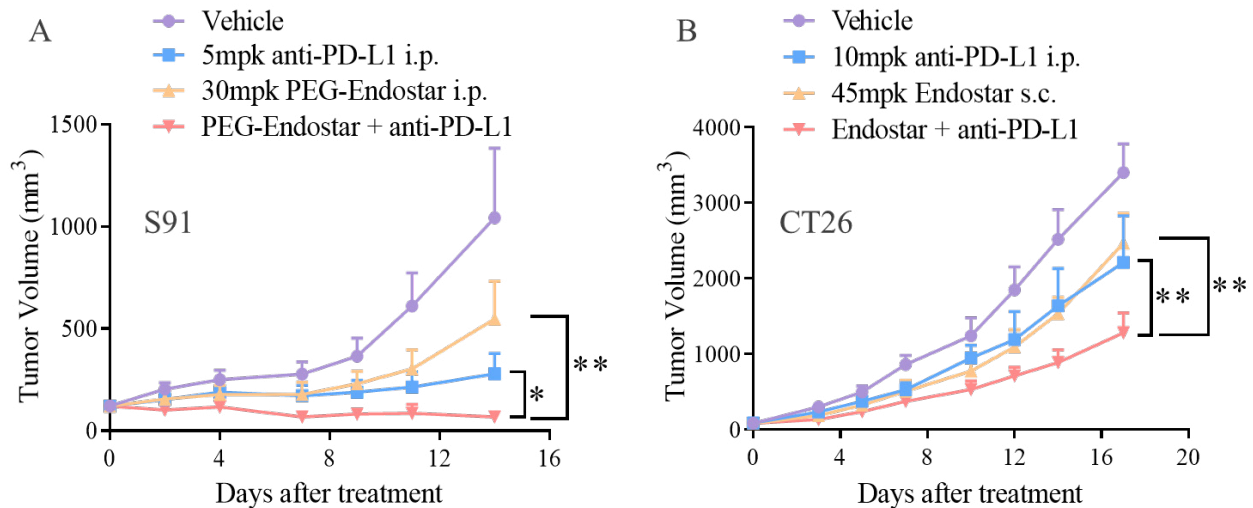 A
Vehicle
5mpk anti-PD-L1 i.p.
30mpk PEG-Endostar i.p.
PEG-Endostar + anti-PD-L1
1500
1000
500
0
Tumor Volume (mm³)
S91
*
**
0 4 8 12 16
Days after treatment
B
Vehicle
10mpk anti-PD-L1 i.p.
45mpk Endostar s.c.
Endostar + anti-PD-L1
4000
3000
2000
1000
0
Tumor Volume (mm³)
CT26
**
**
0 4 8 12 16 20
Days after treatment